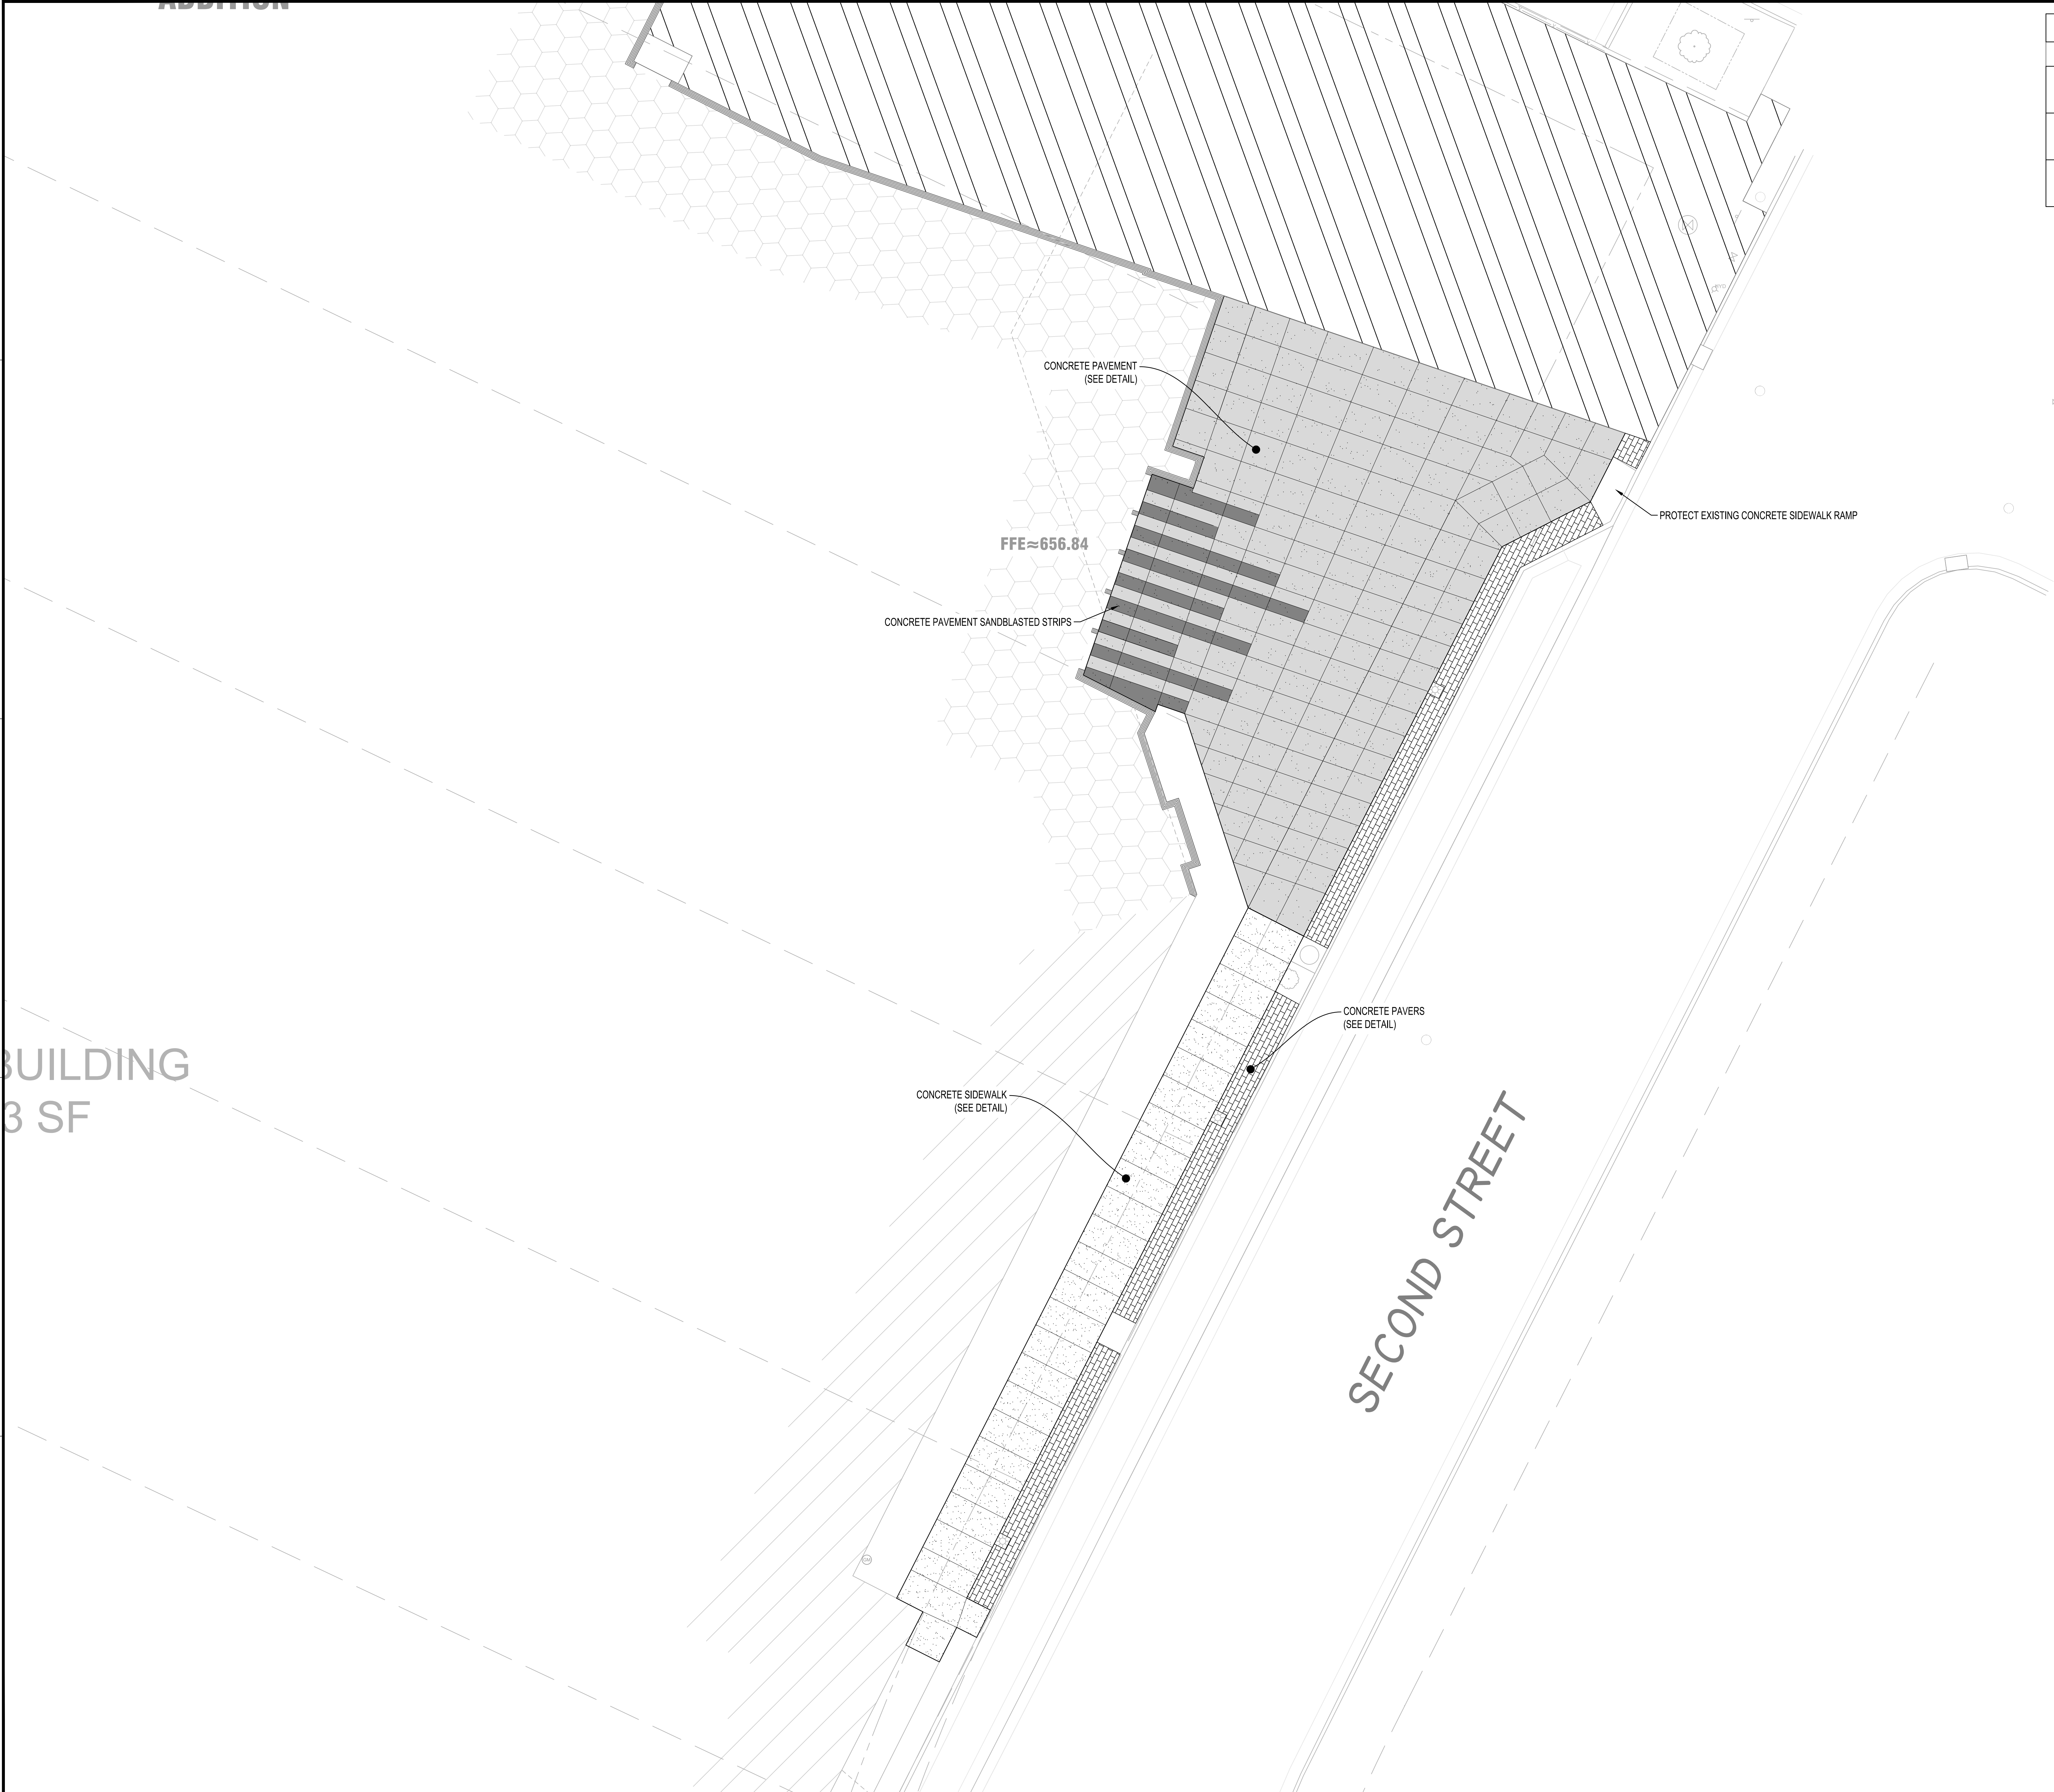 ADDITION
CONCRETE PAVEMENT
(SEE DETAIL)
PROTECT EXISTING CONCRETE SIDEWALK RAMP
FFE≈656.84
CONCRETE PAVEMENT SANDBLASTED STRIPS
CONCRETE PAVERS
(SEE DETAIL)
BUILDING
3 SF
CONCRETE SIDEWALK
(SEE DETAIL)
SECOND STREET